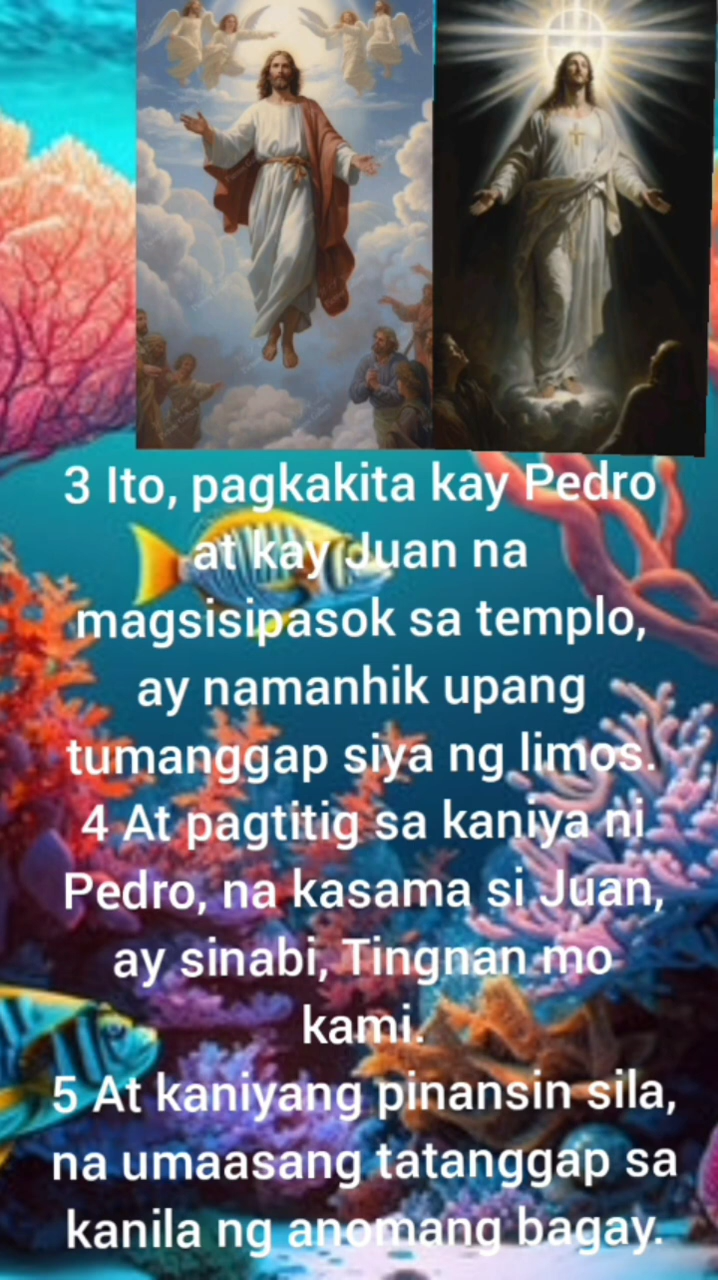 3 Ito, pagkakita kay Pedro
at kay Juan na
magsisipasok sa templo,
ay namanhik upang
tumanggap siya ng limos.
4 At pagtitig sa kaniya ni
Pedro, na kasama si Juan,
ay sinabi, Tingnan mo
kami.
5 At kaniyang pinansin sila,
na umaasang tatanggap sa
kanila ng anomang bagay.